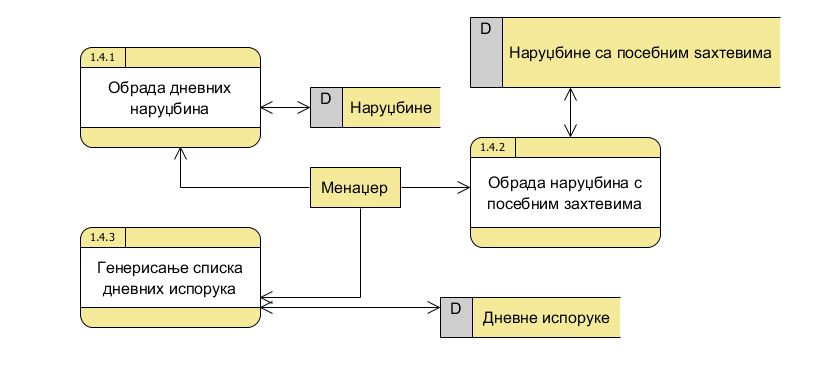 D
Наруџбине са посебним sахтевима
1.4.1
Обрада дневних
наруџбина
D
Наруџбине
1.4.2
Обрада наруџбина с
посебним захтевима
Менаџер
1.4.3
Генерисање списка
дневних испорука
D
Дневне испоруке